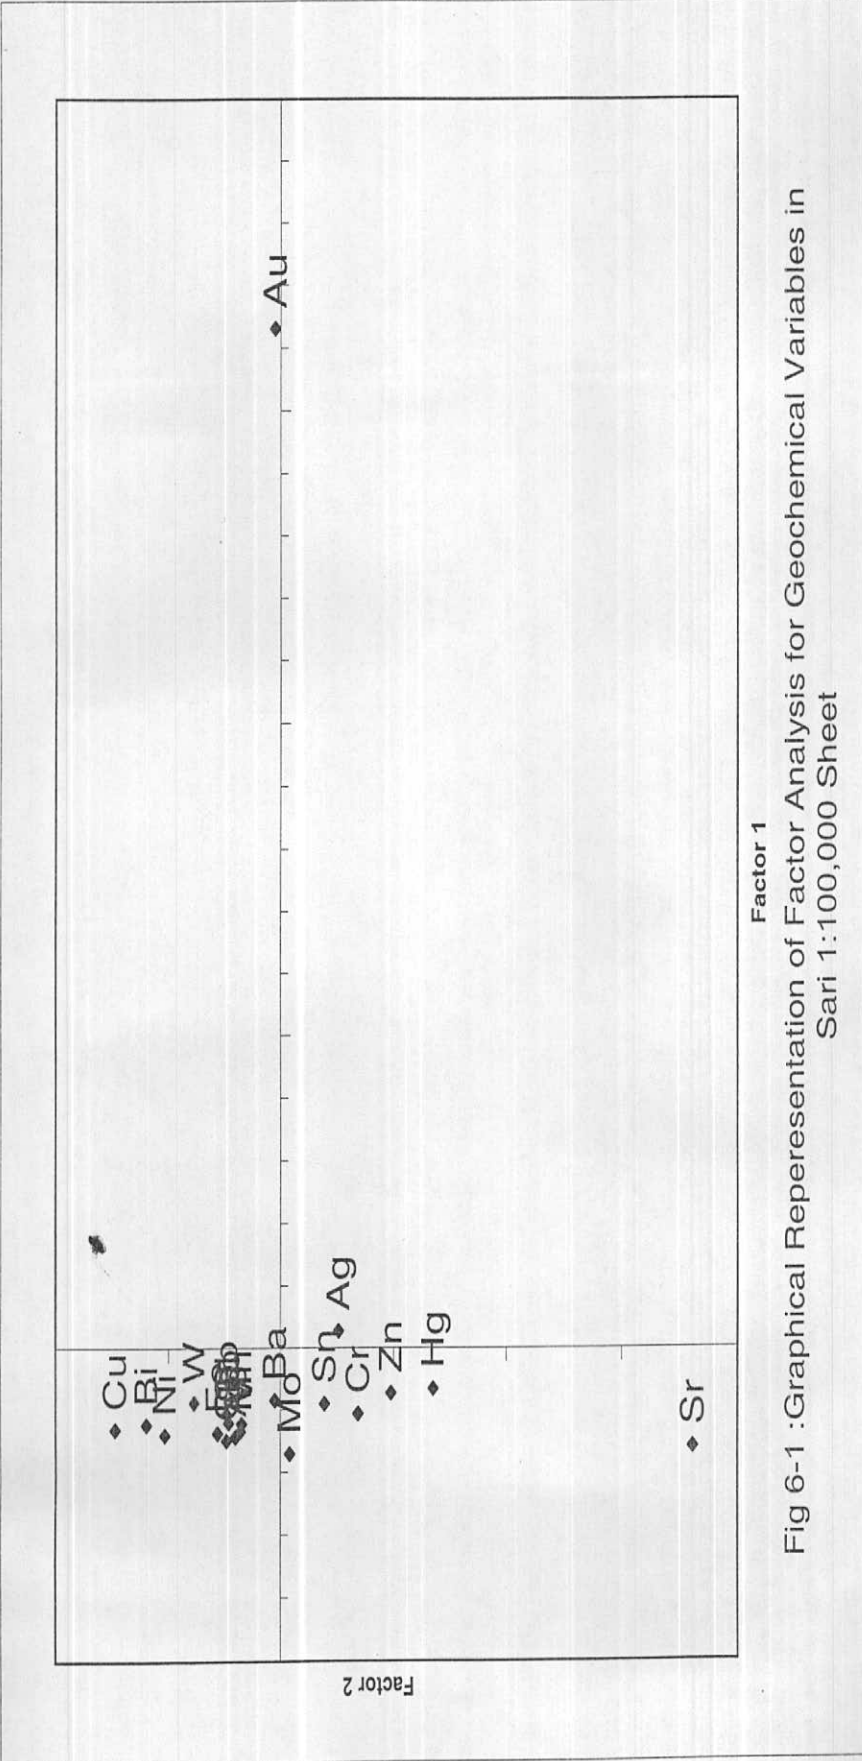 Cu
Bi
Ni
W
Ba
Mo
Sn
Ag
Cr
Zn
Hg
Sr
Au
Factor 2
Factor 1
Fig 6-1 :Graphical Reperesentation of Factor Analysis for Geochemical Variables in
Sari 1:100,000 Sheet